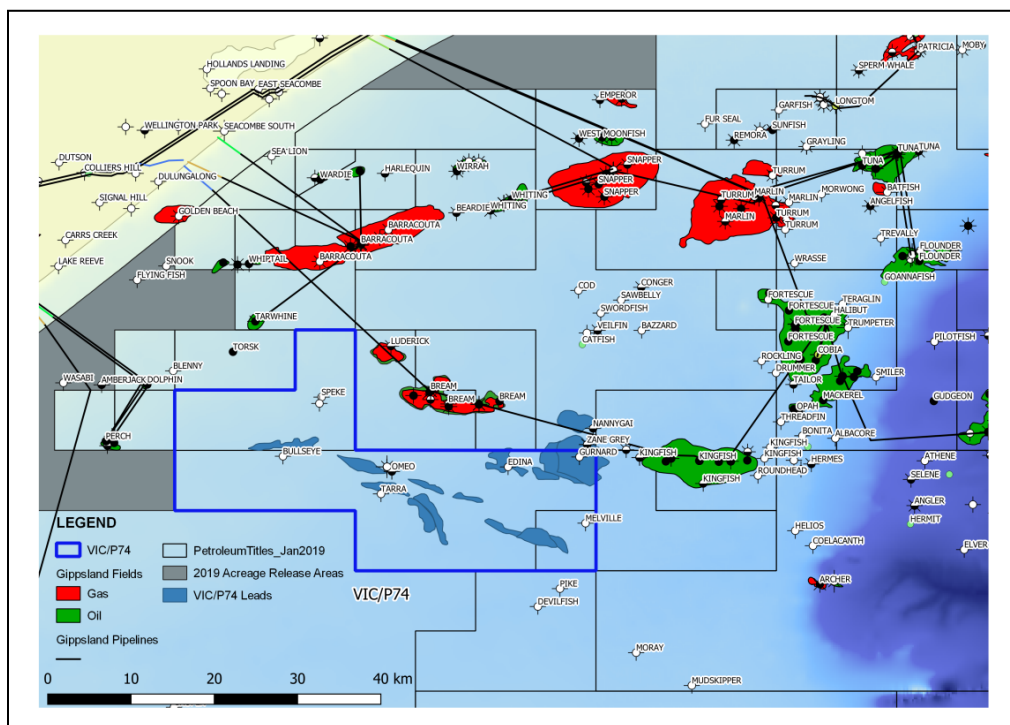 HOLLANDS LANDING
SPOON BAY
EAST SEACOMBE
WELLINGTON PARK
SEACOMBE SOUTH
DUTSON
COLLIERS HILL
DULUNGALONG
SIGNAL HILL
GOLDEN BEACH
CARRS CREEK
LAKE REEVE
SNOOK
FLYING FISH
SEA'LION
WARDIE
HARLEQUIN
WIRRAH
BEARDIE
WHITING
WHITING
BARRACOUTA
BARRACOUTA
BARRACOUTA
WHIPTAIL
TARWHINE
EMPEROR
WEST MOONFISH
SNAPPER
SNAPPER
SNAPPER
FUR SEAL
REMORA
SUNFISH
GARFISH
GRAYLING
LONGTOM
SPERM WHALE
PATRICIA
MOBY
TUNA
TUNA
TUNA
TURRUM
TURRUM
MARLIN
MARLIN
MARLIN
TURRUM
TURRUM
MORWONG
BATFISH
ANGELFISH
TREVALLY
FLOUNDER
FLOUNDER
GOANNAFISH
WRASSE
COD
CONGER
SAWBELLY
SWORDFISH
VEILFIN
CATFISH
BAZZARD
FORTESCUE
FORTESCUE
FORTESCUE
FORTESCUE
TERAGLIN
HALIBUT
TRUMPETER
COBIA
ROCKLING
DRUMMER
TAILOR
SMILER
MACKEREL
OPAH
THREADFIN
BONITA
ALBACORE
PILOTFISH
GUDGEON
TORSK
BLENNY
WASABI
AMBERJACK
DOLPHIN
PERCH
SPEKE
LUDERICK
BREAM
BREAM
BREAM
NANNYGAI
ZANE GREY
GURNARD
KINGFISH
KINGFISH
KINGFISH
KINGFISH
KINGFISH
ROUNDHEAD
HERMES
ATHENE
SELENE
ANGLER
HERMIT
ELVER
HELIOS
COELACANTH
ARCHER
BULLSEYE
OMEO
TARRA
EDINA
MELVILLE
PIKE
DEVILFISH
MORAY
MUDSKIPPER
VIC/P74
LEGEND
VIC/P74
PetroleumTitles_Jan2019
Gippsland Fields
2019 Acreage Release Areas
Gas
VIC/P74 Leads
Oil
Gippsland Pipelines
0 10 20 30 40 km